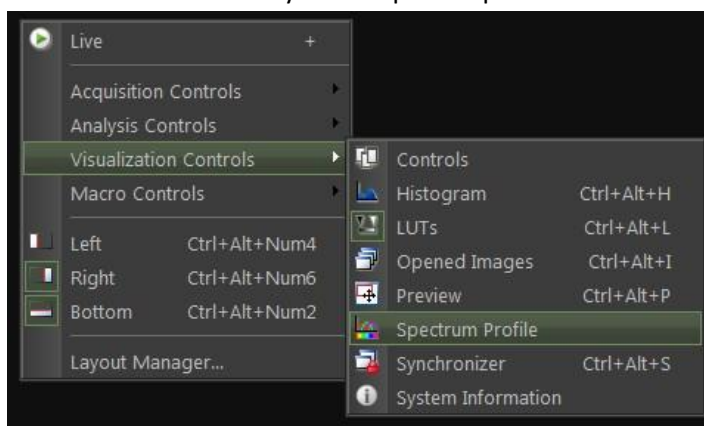 Live +
Acquisition Controls
Analysis Controls
Visualization Controls
Macro Controls
Left Ctrl+Alt+Num4
Right Ctrl+Alt+Num6
Bottom Ctrl+Alt+Num2
Layout Manager...
Controls
Histogram Ctrl+Alt+H
LUTs Ctrl+Alt+L
Opened Images Ctrl+Alt+I
Preview Ctrl+Alt+P
Spectrum Profile
Synchronizer Ctrl+Alt+S
System Information